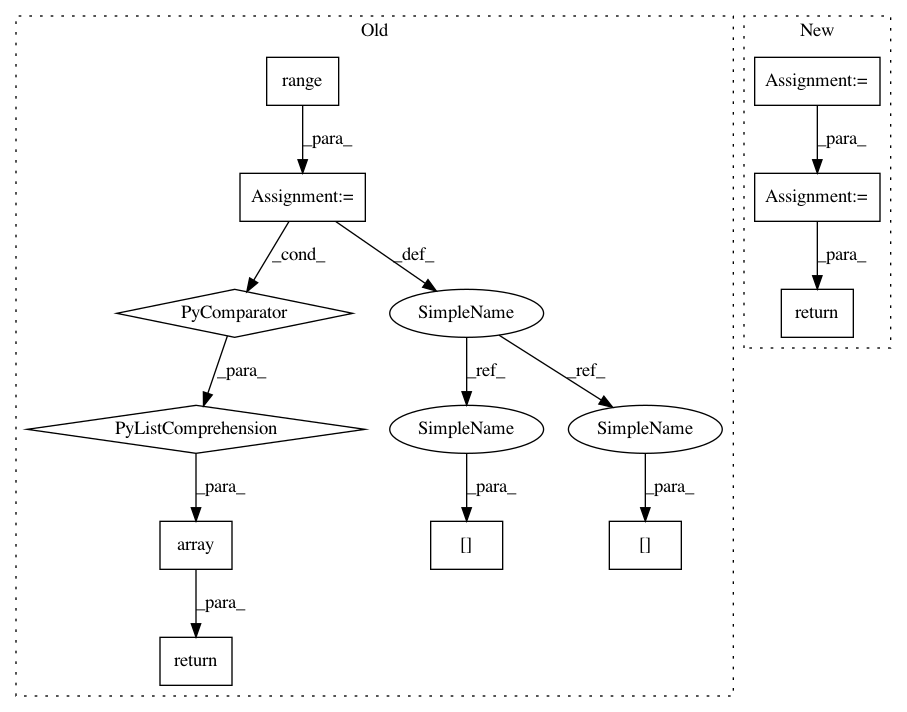 Old
New
range
Assignment:=
_para_
_para_
Assignment:=
Assignment:=
_cond_
_def_
_para_
PyComparator
SimpleName
return
_para_
_ref_
_ref_
PyListComprehension
SimpleName
SimpleName
_para_
_para_
_para_
array
[]
[]
_para_
return